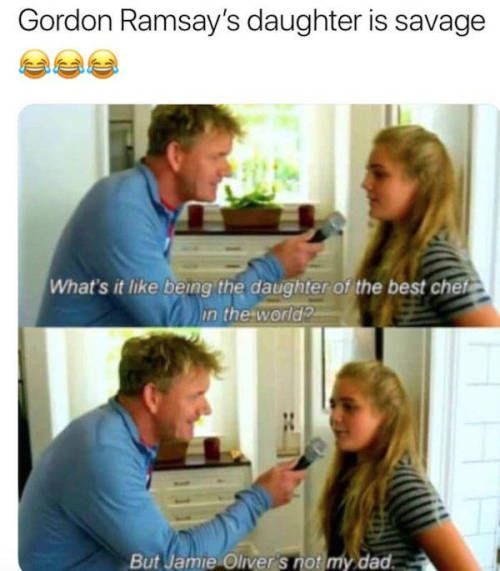 Gordon Ramsay's daughter is savage
😂😂😂
What's it like being the daughter of the best chef
in the world?
But Jamie Oliver's not my dad.